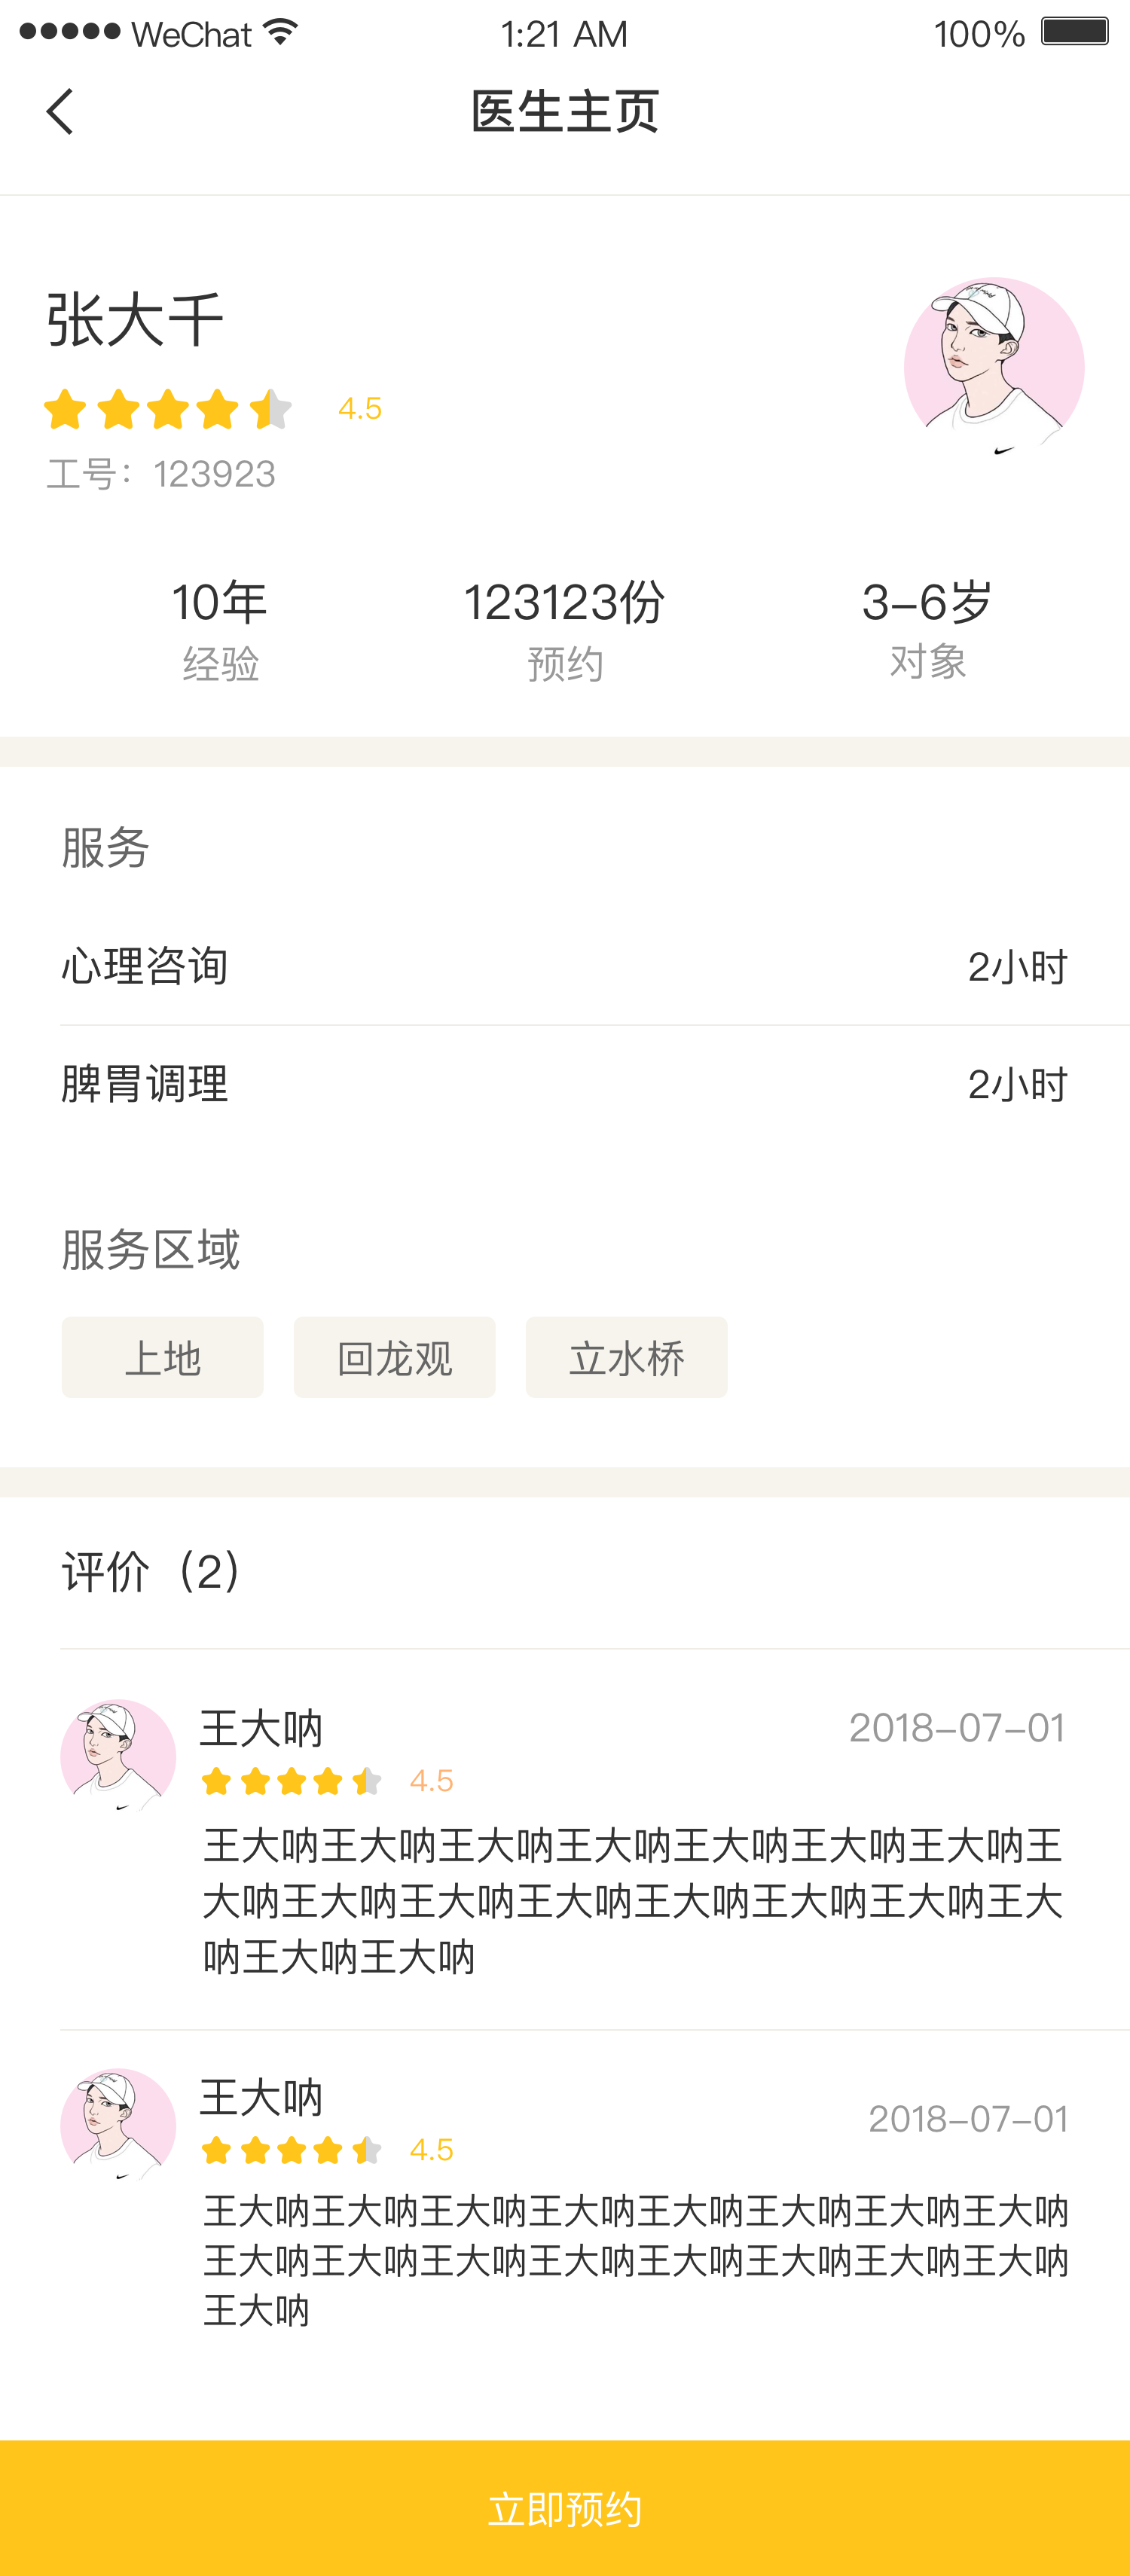 ●●●●● WeChat 1:21 AM 100%
医生主页
张大千
4.5
工号：123923
10年 123123份 3-6岁
经验 预约 对象
服务
心理咨询 2小时
脾胃调理 2小时
服务区域
上地 回龙观 立水桥
评价（2）
王大呐 2018-07-01
4.5
王大呐王大呐王大呐王大呐王大呐王大呐王大呐王
大呐王大呐王大呐王大呐王大呐王大呐王大呐王大
呐王大呐王大呐
王大呐 2018-07-01
4.5
王大呐王大呐王大呐王大呐王大呐王大呐王大呐王大呐
王大呐王大呐王大呐王大呐王大呐王大呐王大呐王大呐
王大呐
立即预约